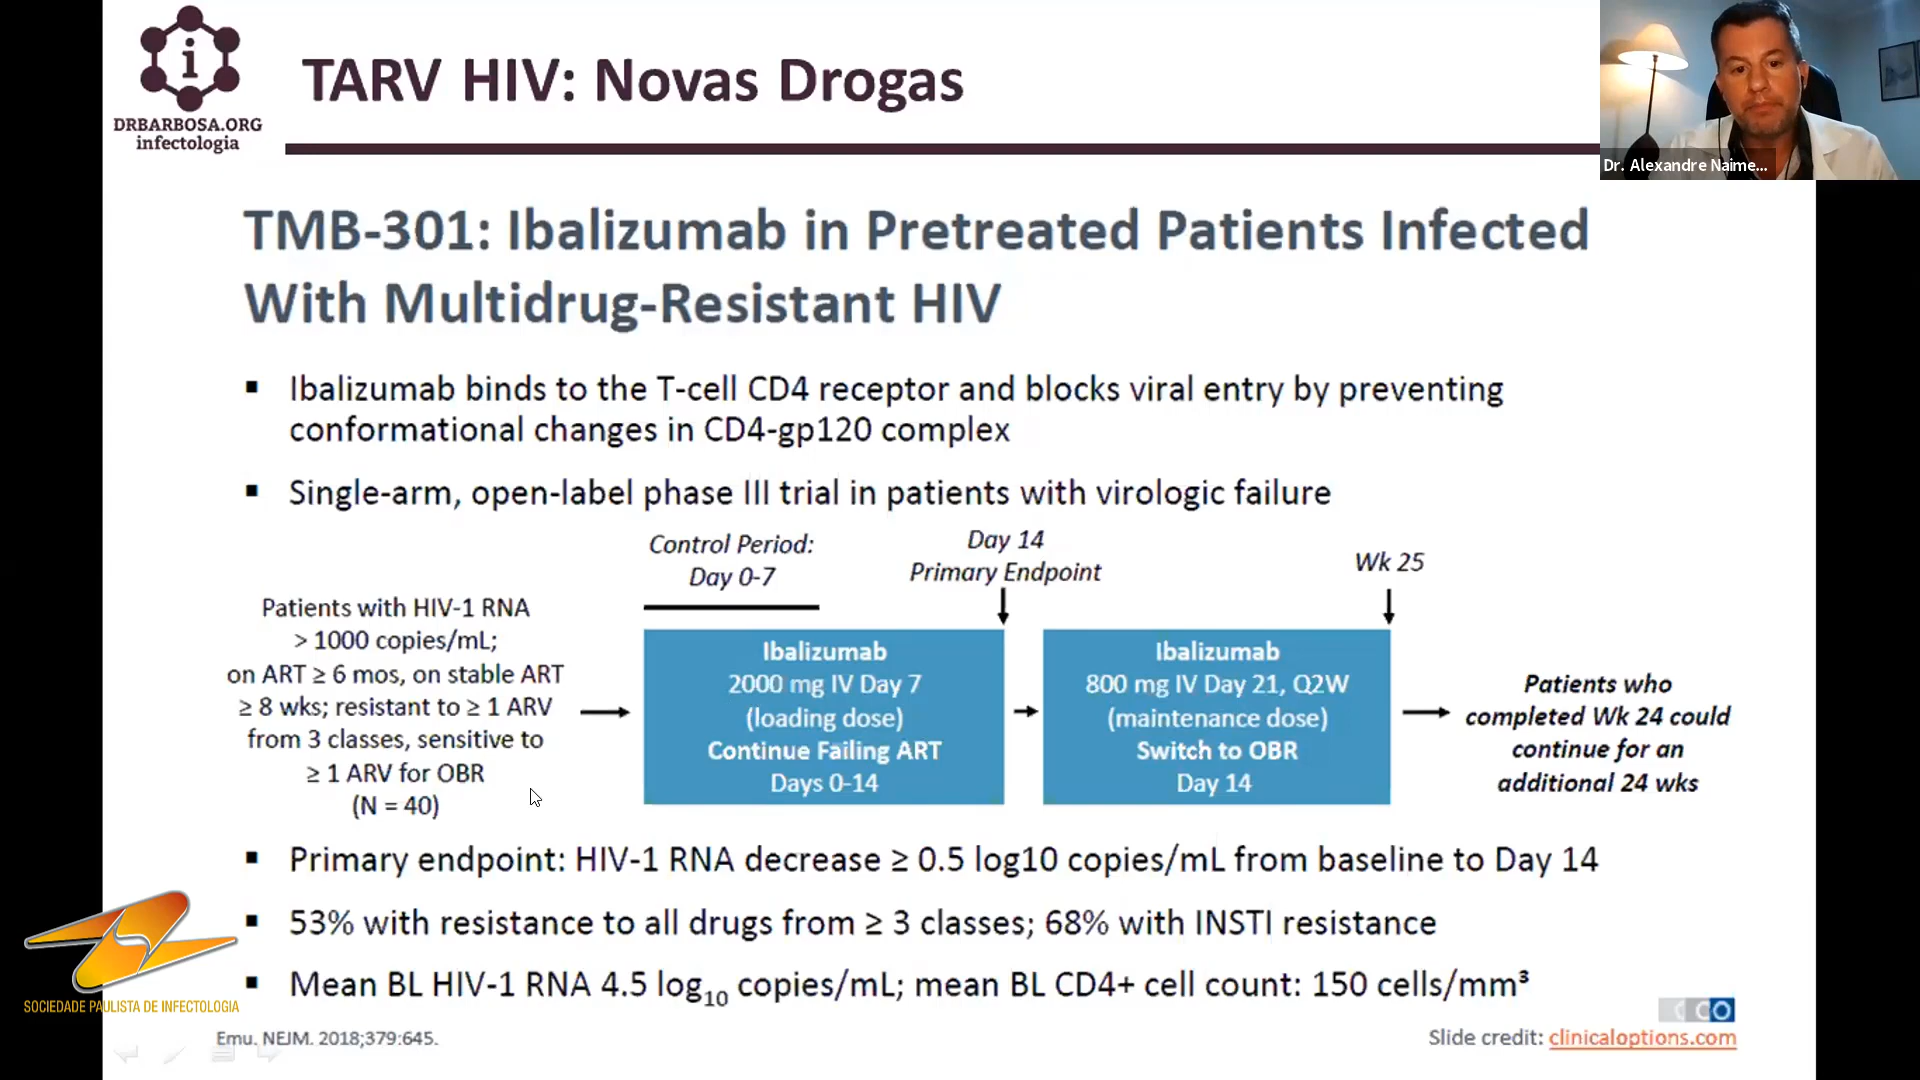 i
DRBARBOSA.ORG
infectologia
TARV HIV: Novas Drogas
Dr. Alexandre Naime...
TMB-301: Ibalizumab in Pretreated Patients Infected
With Multidrug-Resistant HIV
▪ Ibalizumab binds to the T-cell CD4 receptor and blocks viral entry by preventing
conformational changes in CD4-gp120 complex
▪ Single-arm, open-label phase III trial in patients with virologic failure
Control Period:
Day 0-7
Day 14
Primary Endpoint
Wk 25
Patients with HIV-1 RNA
> 1000 copies/mL;
on ART ≥ 6 mos, on stable ART
≥ 8 wks; resistant to ≥ 1 ARV
from 3 classes, sensitive to
≥ 1 ARV for OBR
(N = 40)
Ibalizumab
2000 mg IV Day 7
(loading dose)
Continue Failing ART
Days 0-14
Ibalizumab
800 mg IV Day 21, Q2W
(maintenance dose)
Switch to OBR
Day 14
Patients who
completed Wk 24 could
continue for an
additional 24 wks
▪ Primary endpoint: HIV-1 RNA decrease ≥ 0.5 log10 copies/mL from baseline to Day 14
▪ 53% with resistance to all drugs from ≥ 3 classes; 68% with INSTI resistance
▪ Mean BL HIV-1 RNA 4.5 log₁₀ copies/mL; mean BL CD4+ cell count: 150 cells/mm³
SOCIEDADE PAULISTA DE INFECTOLOGIA
CCO
Emu. NEJM. 2018;379:645.
Slide credit: clinicaloptions.com